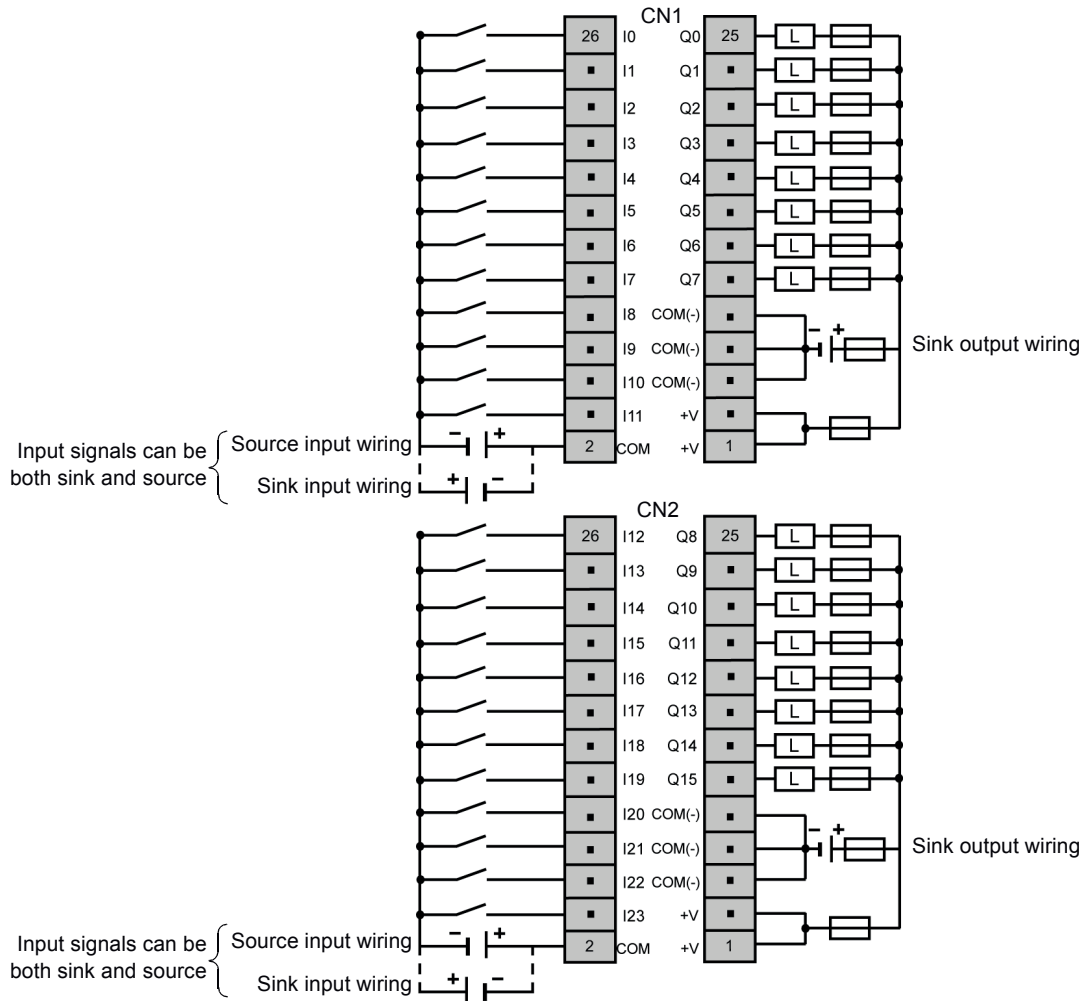 CN1
26 I0 Q0 25 L
I1 Q1 L
I2 Q2 L
I3 Q3 L
I4 Q4 L
I5 Q5 L
I6 Q6 L
I7 Q7 L
I8 COM(-)
I9 COM(-) - + Sink output wiring
I10 COM(-)
I11 +V
Input signals can be both sink and source
Source input wiring - + 2 COM +V 1
Sink input wiring + -
CN2
26 I12 Q8 25 L
I13 Q9 L
I14 Q10 L
I15 Q11 L
I16 Q12 L
I17 Q13 L
I18 Q14 L
I19 Q15 L
I20 COM(-)
I21 COM(-) - + Sink output wiring
I22 COM(-)
I23 +V
Input signals can be both sink and source
Source input wiring - + 2 COM +V 1
Sink input wiring + -